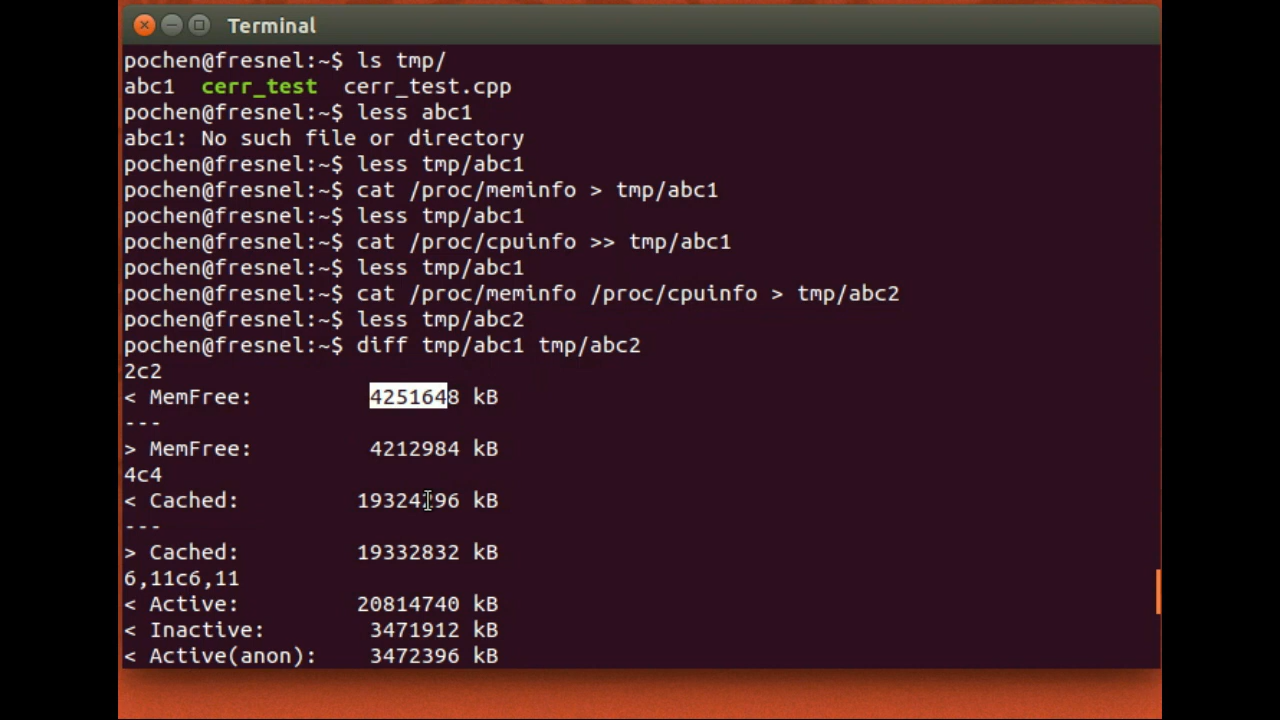 Terminal
pochen@fresnel:~$ ls tmp/
abc1 cerr_test cerr_test.cpp
pochen@fresnel:~$ less abc1
abc1: No such file or directory
pochen@fresnel:~$ less tmp/abc1
pochen@fresnel:~$ cat /proc/meminfo > tmp/abc1
pochen@fresnel:~$ less tmp/abc1
pochen@fresnel:~$ cat /proc/cpuinfo >> tmp/abc1
pochen@fresnel:~$ less tmp/abc1
pochen@fresnel:~$ cat /proc/meminfo /proc/cpuinfo > tmp/abc2
pochen@fresnel:~$ less tmp/abc2
pochen@fresnel:~$ diff tmp/abc1 tmp/abc2
2c2
< MemFree: 4251648 kB
---
> MemFree: 4212984 kB
4c4
< Cached: kB
---
> Cached: 19332832 kB
6,11c6,11
< Active: 20814740 kB
< Inactive: 3471912 kB
< Active(anon): 3472396 kB